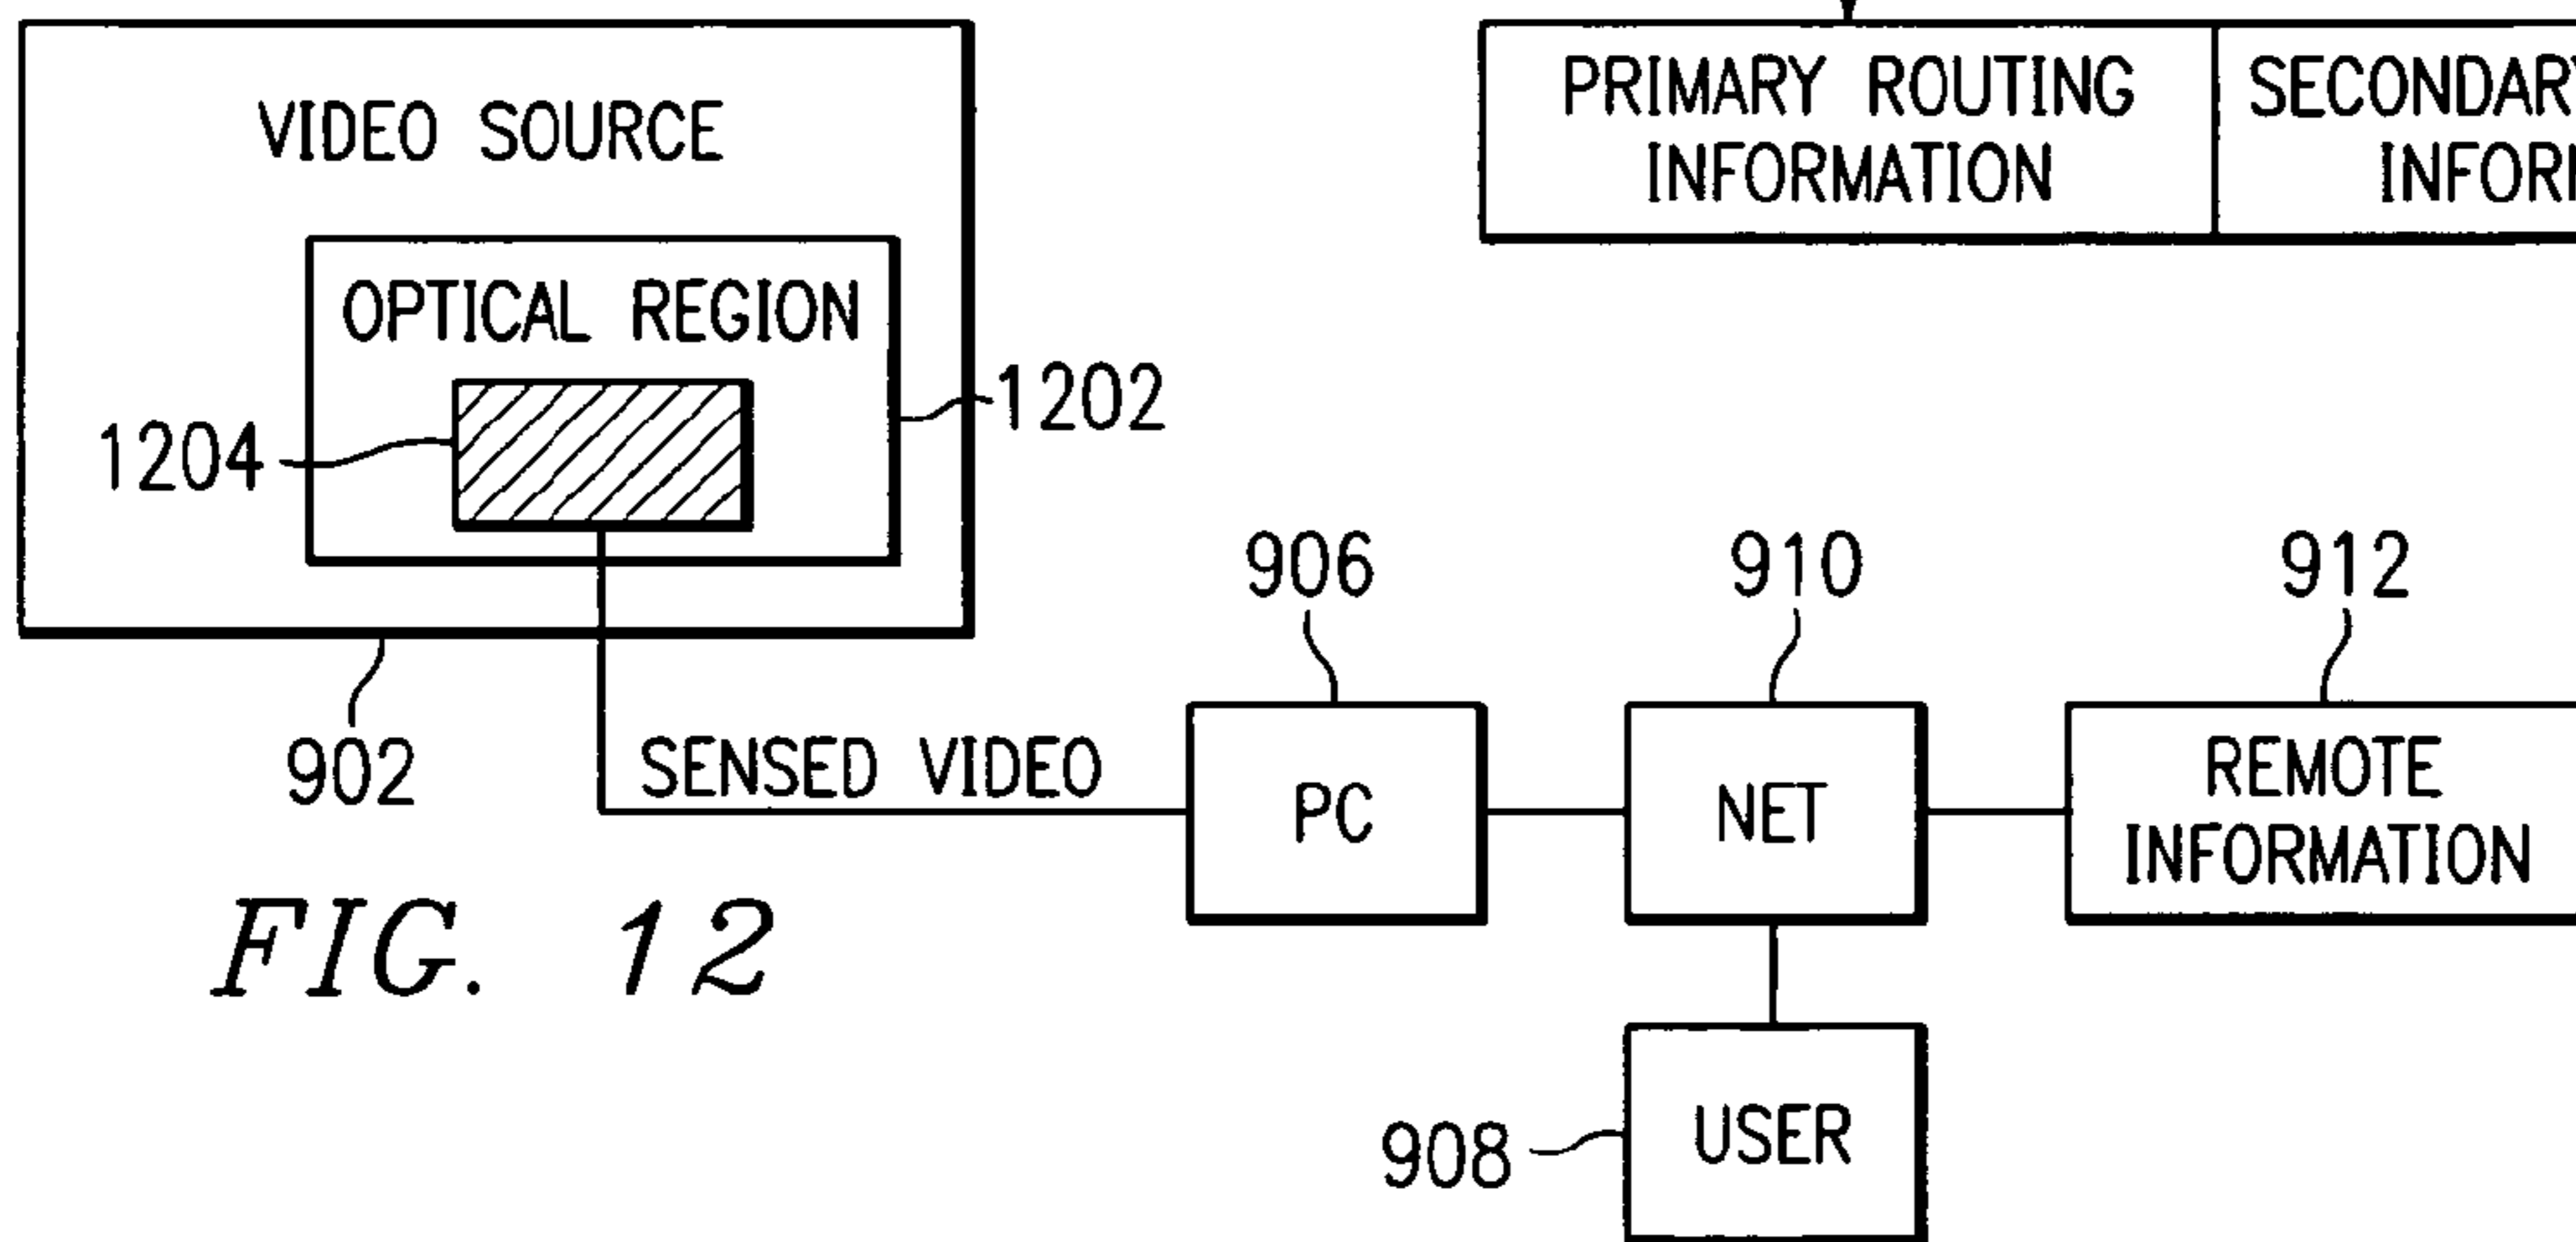 VIDEO SOURCE
OPTICAL REGION
1202
1204
902
SENSED VIDEO
FIG. 12
PRIMARY ROUTING
INFORMATION
906
PC
910
NET
912
REMOTE
INFORMATION
908
USER